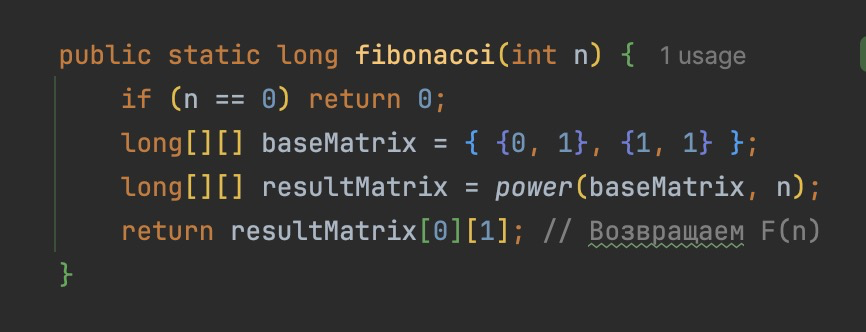 public static long fibonacci(int n) { 1 usage
if (n == 0) return 0;
long[][] baseMatrix = { {0, 1}, {1, 1} };
long[][] resultMatrix = power(baseMatrix, n);
return resultMatrix[0][1]; // Возвращаем F(n)
}